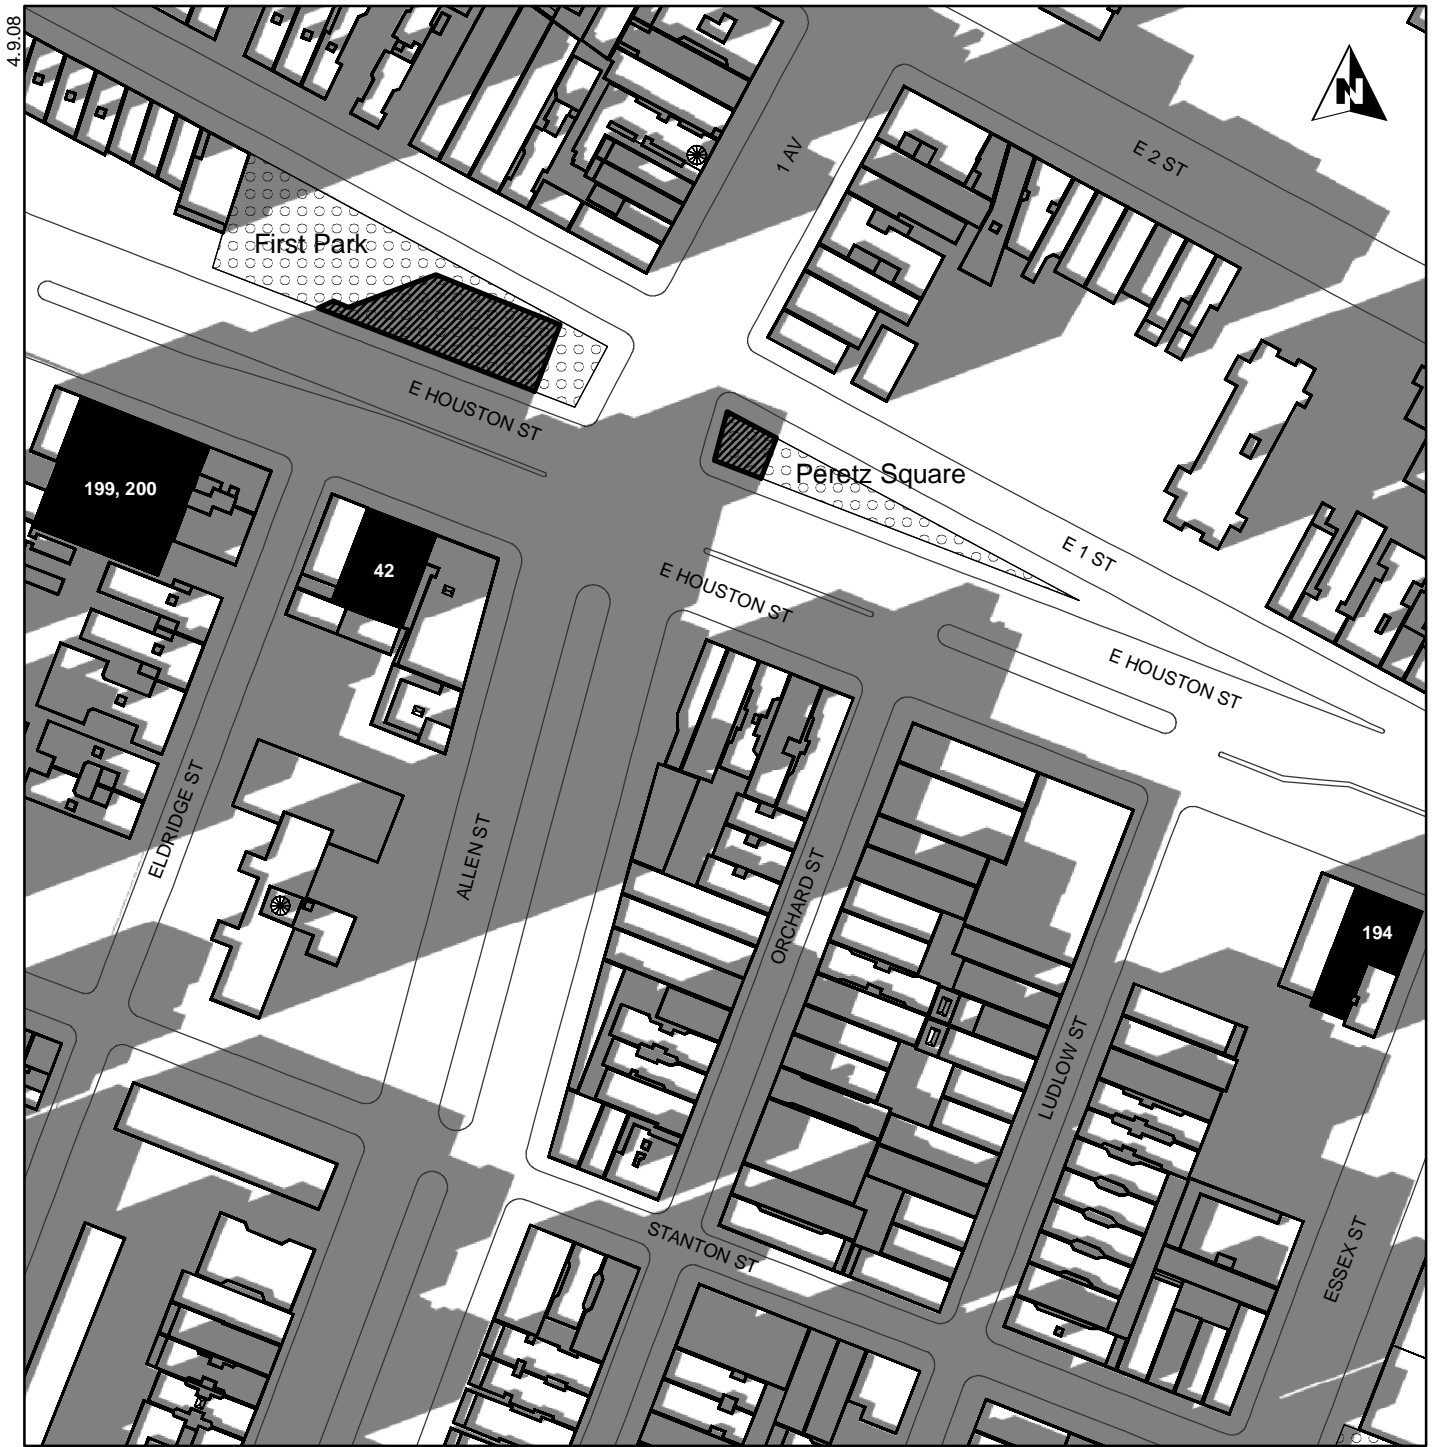 4.9.08
N
1 AV
E 2 ST
First Park
E HOUSTON ST
199, 200
Peretz Square
42
E 1 ST
E HOUSTON ST
E HOUSTON ST
ELDRIDGE ST
ALLEN ST
ORCHARD ST
194
LUDLOW ST
STANTON ST
ESSEX ST